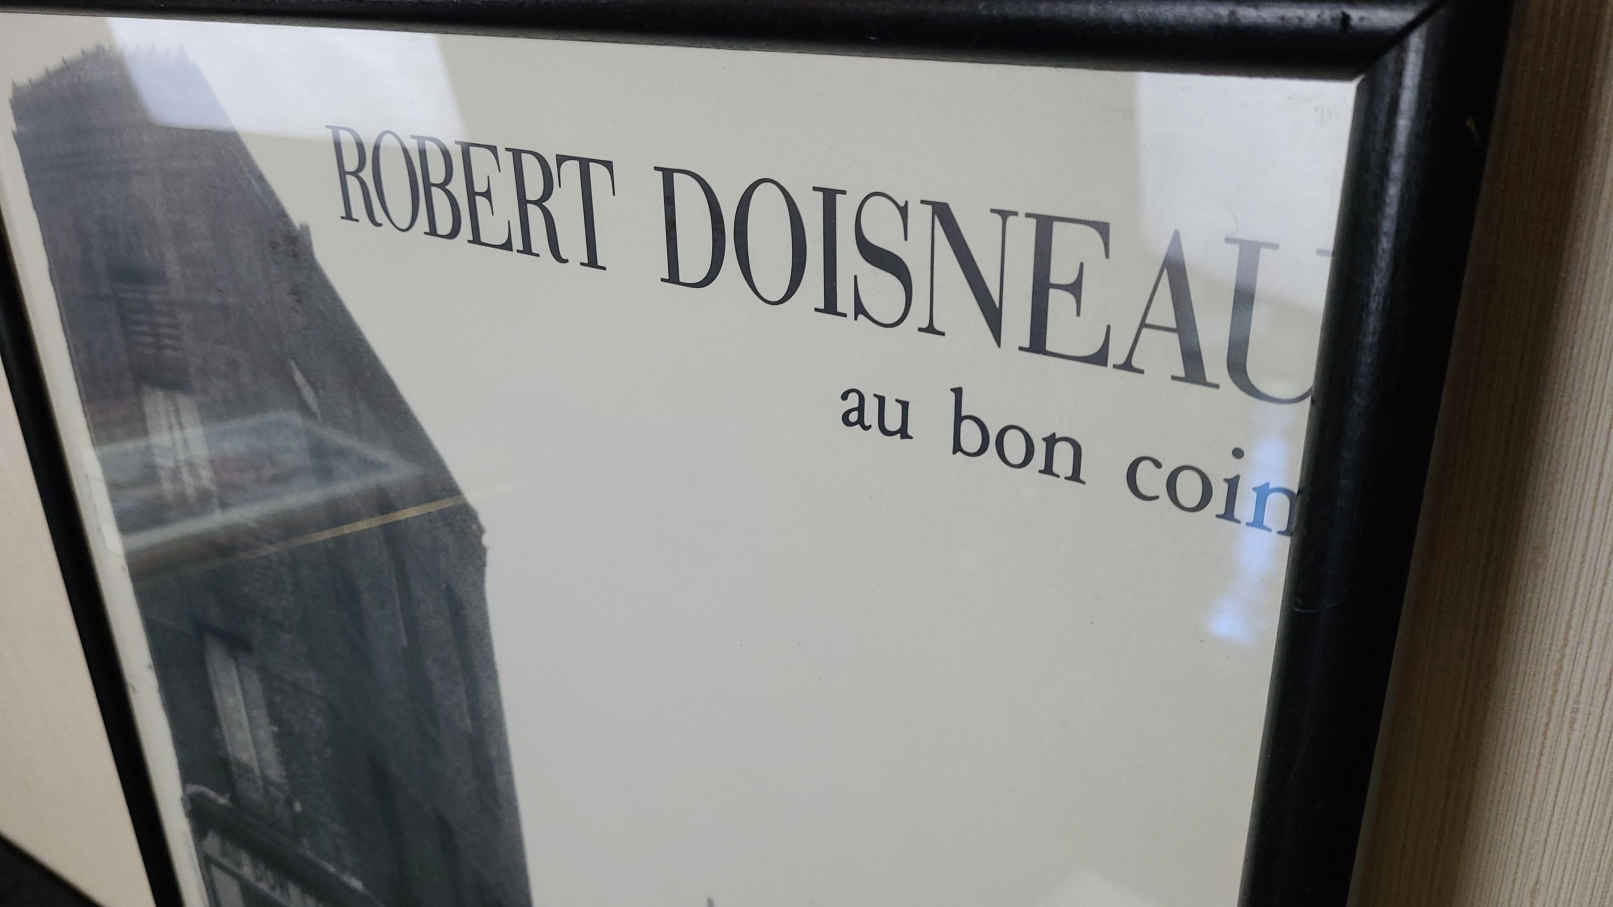 ROBERT DOISNEAU
au bon coin